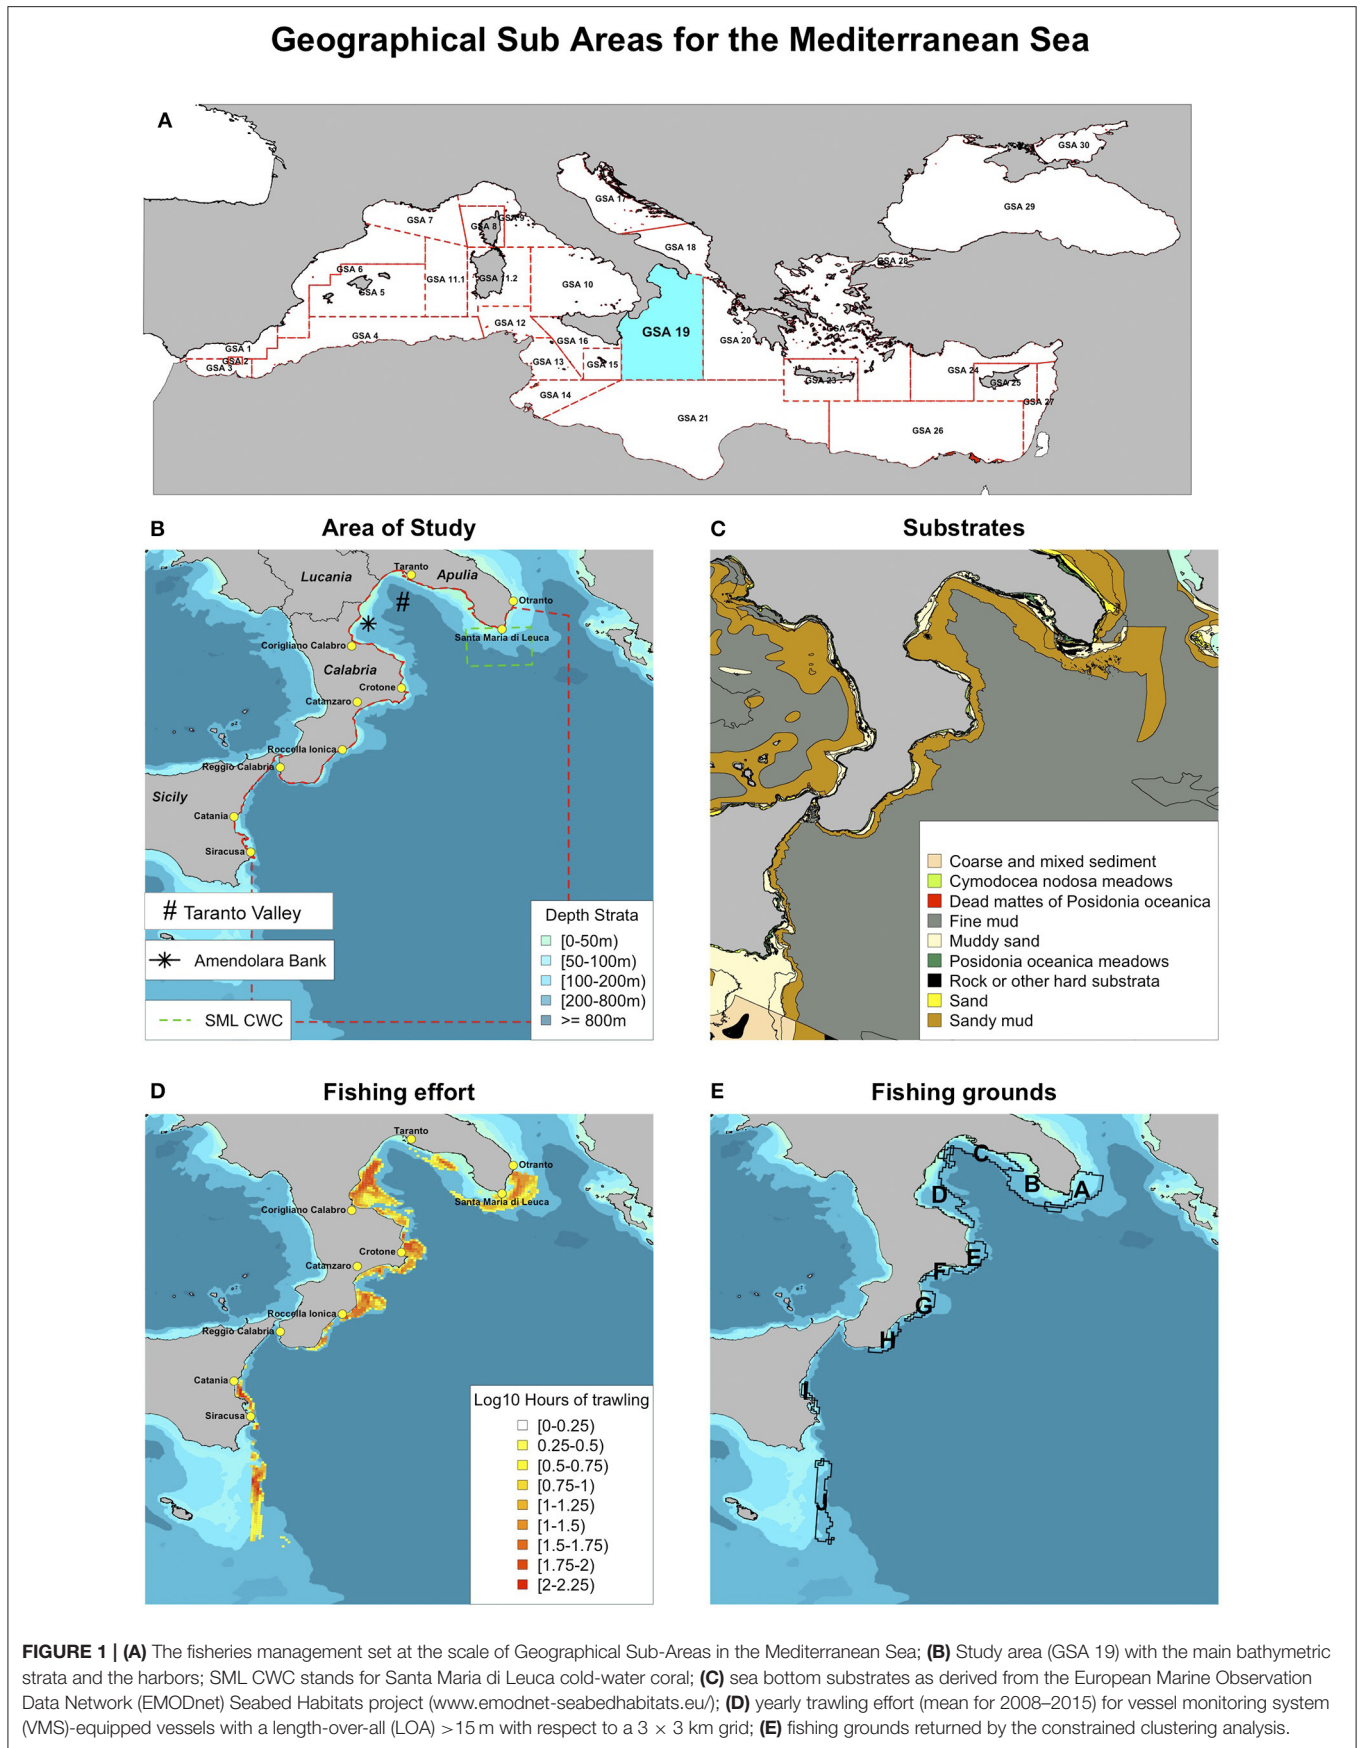 Geographical Sub Areas for the Mediterranean Sea
A
GSA 30
GSA 29
GSA 28
GSA 17
GSA 18
GSA 7
GSA 8
GSA 9
GSA 6
GSA 5
GSA 11.1
GSA 11.2
GSA 10
GSA 19
GSA 20
GSA 22
GSA 12
GSA 16
GSA 4
GSA 1
GSA 2
GSA 3
GSA 13
GSA 15
GSA 14
GSA 21
GSA 23
GSA 24
GSA 25
GSA 27
GSA 26
B
Area of Study
Lucania
Taranto
Apulia
#
Otranto
Santa Maria di Leuca
Corigliano Calabro
Calabria
Crotone
Catanzaro
Roccella Ionica
Reggio Calabria
Sicily
Catania
Siracusa
# Taranto Valley
Amendolara Bank
SML CWC
Depth Strata
[0-50m)
[50-100m)
[100-200m)
[200-800m)
>= 800m
C
Substrates
Coarse and mixed sediment
Cymodocea nodosa meadows
Dead mattes of Posidonia oceanica
Fine mud
Muddy sand
Posidonia oceanica meadows
Rock or other hard substrata
Sand
Sandy mud
D
Fishing effort
Taranto
Otranto
Santa Maria di Leuca
Corigliano Calabro
Crotone
Catanzaro
Roccella Ionica
Reggio Calabria
Catania
Siracusa
Log10 Hours of trawling
[0-0.25)
0.25-0.5)
[0.5-0.75)
[0.75-1)
[1-1.25)
[1-1.5)
[1.5-1.75)
[1.75-2)
[2-2.25)
E
Fishing grounds
C
B
A
D
E
F
G
H
I
J
FIGURE 1 | (A) The fisheries management set at the scale of Geographical Sub-Areas in the Mediterranean Sea; (B) Study area (GSA 19) with the main bathymetric
strata and the harbors; SML CWC stands for Santa Maria di Leuca cold-water coral; (C) sea bottom substrates as derived from the European Marine Observation
Data Network (EMODnet) Seabed Habitats project (www.emodnet-seabedhabitats.eu/); (D) yearly trawling effort (mean for 2008–2015) for vessel monitoring system
(VMS)-equipped vessels with a length-over-all (LOA) >15 m with respect to a 3 × 3 km grid; (E) fishing grounds returned by the constrained clustering analysis.